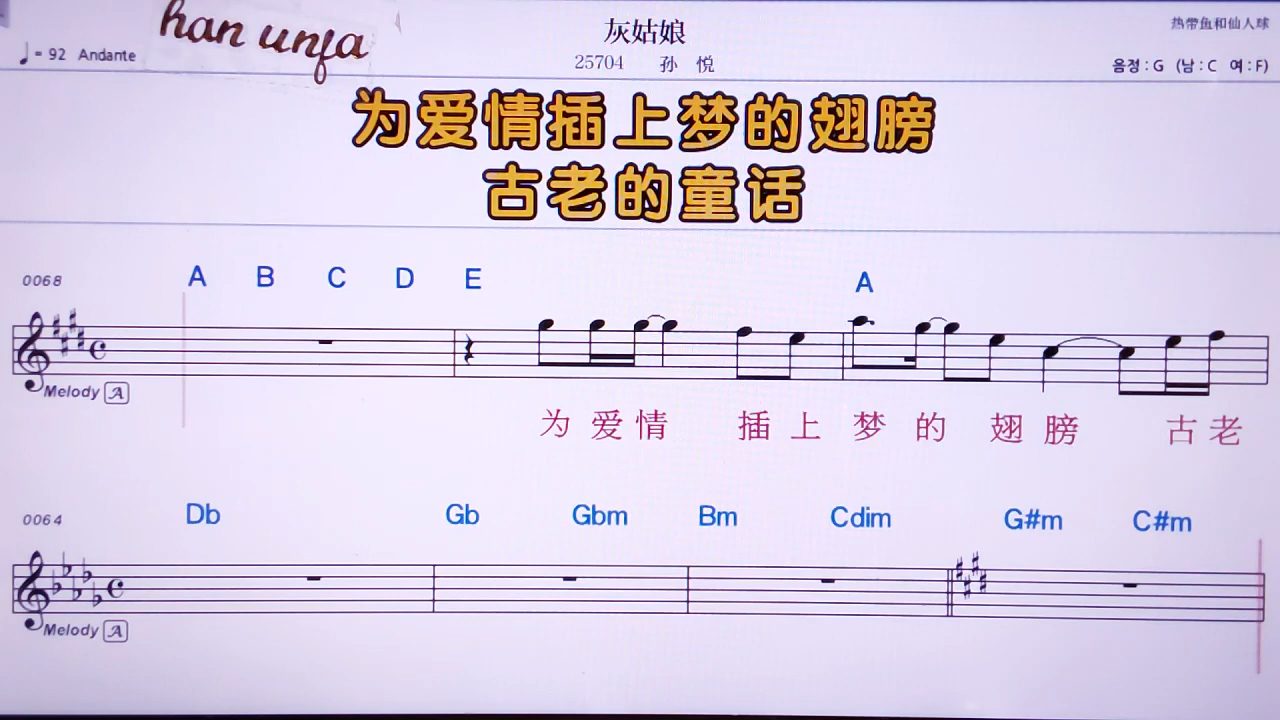 han unfa
灰姑娘
热带鱼和仙人球
♩= 92 Andante
25704 孙 悦
음정 : G (남 : C 여 : F)
为爱情插上梦的翅膀
古老的童话
0068 A B C D E A
Melody A
为 爱 情 插 上 梦 的 翅 膀 古 老
0064 Db Gb Gbm Bm Cdim G#m C#m
Melody A